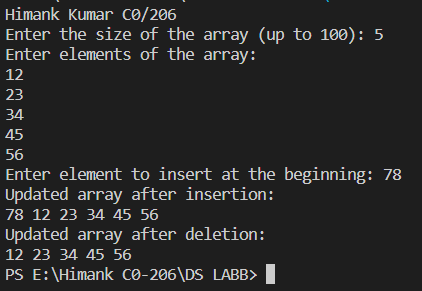 Himank Kumar C0/206
Enter the size of the array (up to 100): 5
Enter elements of the array:
12
23
34
45
56
Enter element to insert at the beginning: 78
Updated array after insertion:
78 12 23 34 45 56
Updated array after deletion:
12 23 34 45 56
PS E:\Himank C0-206\DS LABB>